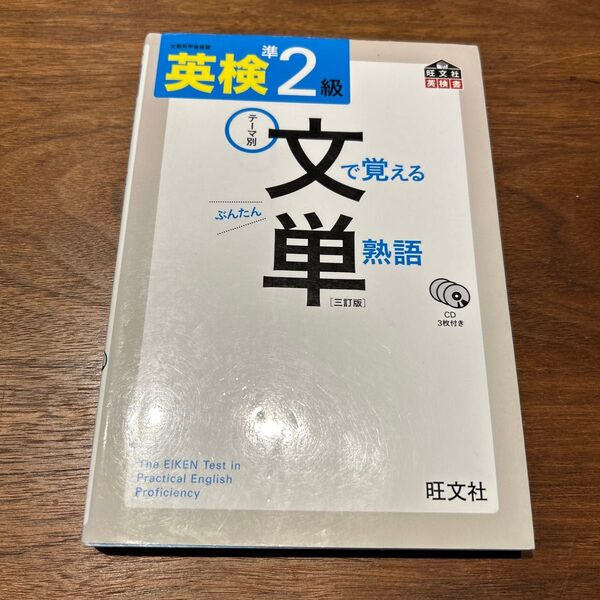 文部科学省後援
英検準2級
旺文社
英検書
テーマ別
文で覚える
ぶんたん
単熟語
[三訂版]
CD
3枚付き
The EIKEN Test in
Practical English
Proficiency
旺文社